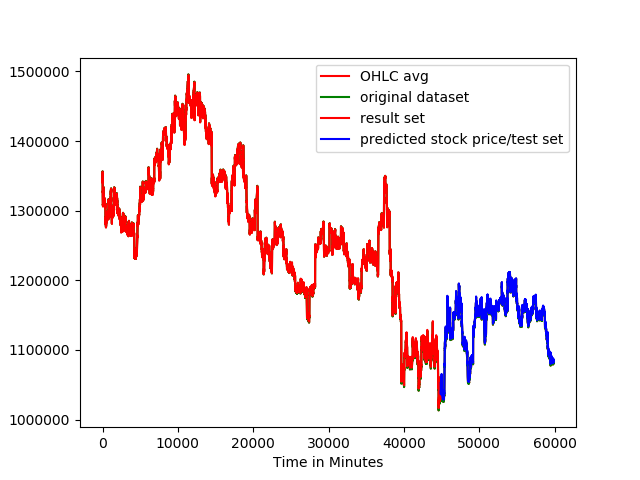 1500000
1400000
1300000
1200000
1100000
1000000
OHLC avg
original dataset
result set
predicted stock price/test set
0 10000 20000 30000 40000 50000 60000
Time in Minutes